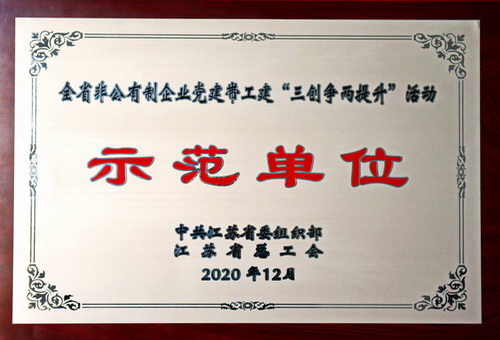 全省非公有制企业党建带工建“三创争两提升”活动
示范单位
中共江苏省委组织部
江苏省总工会
2020年12月